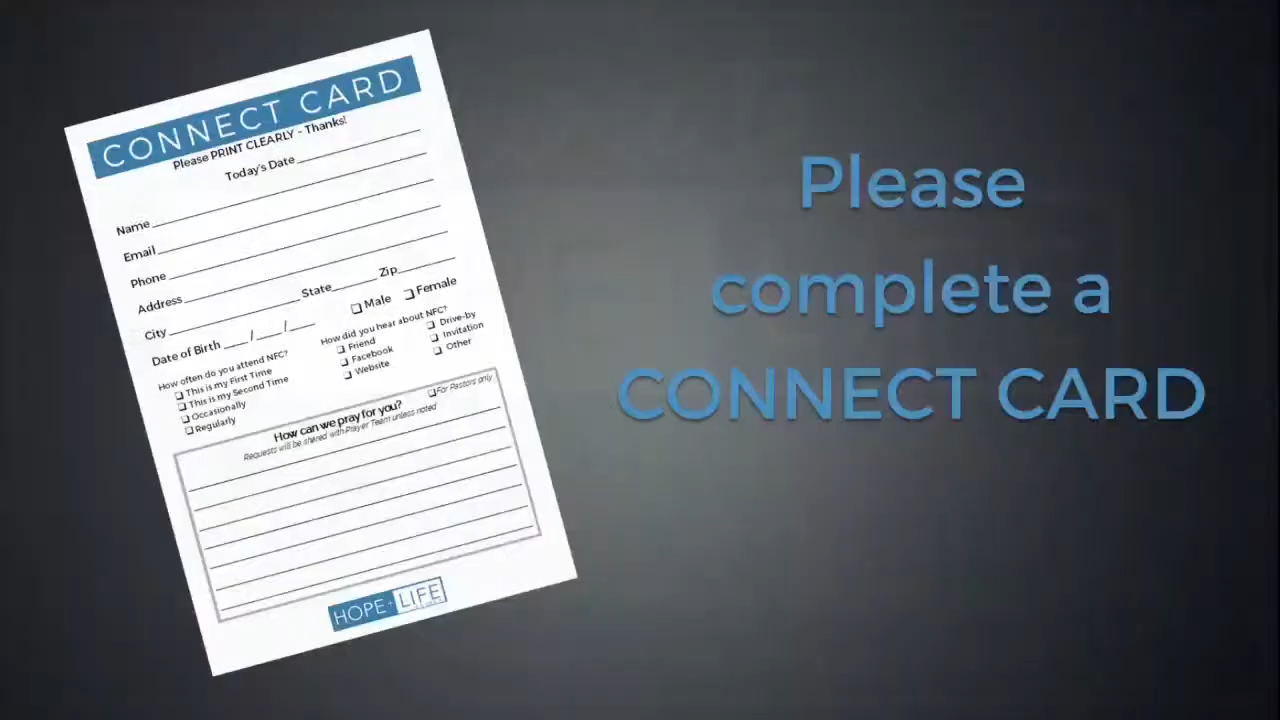 CONNECT CARD
Please PRINT CLEARLY - Thanks!
Today's Date
Name
Email
Phone
Address
City State Zip
Date of Birth / / Male Female
How often do you attend NFC?
This is my First Time
This is my Second Time
Occasionally
Regularly
How did you hear about NFC?
Friend
Facebook
Website
Drive-by
Invitation
Other
How can we pray for you?
For Pastors only
Requests will be shared with Prayer Team unless noted
HOPE + LIFE
Please
complete a
CONNECT CARD